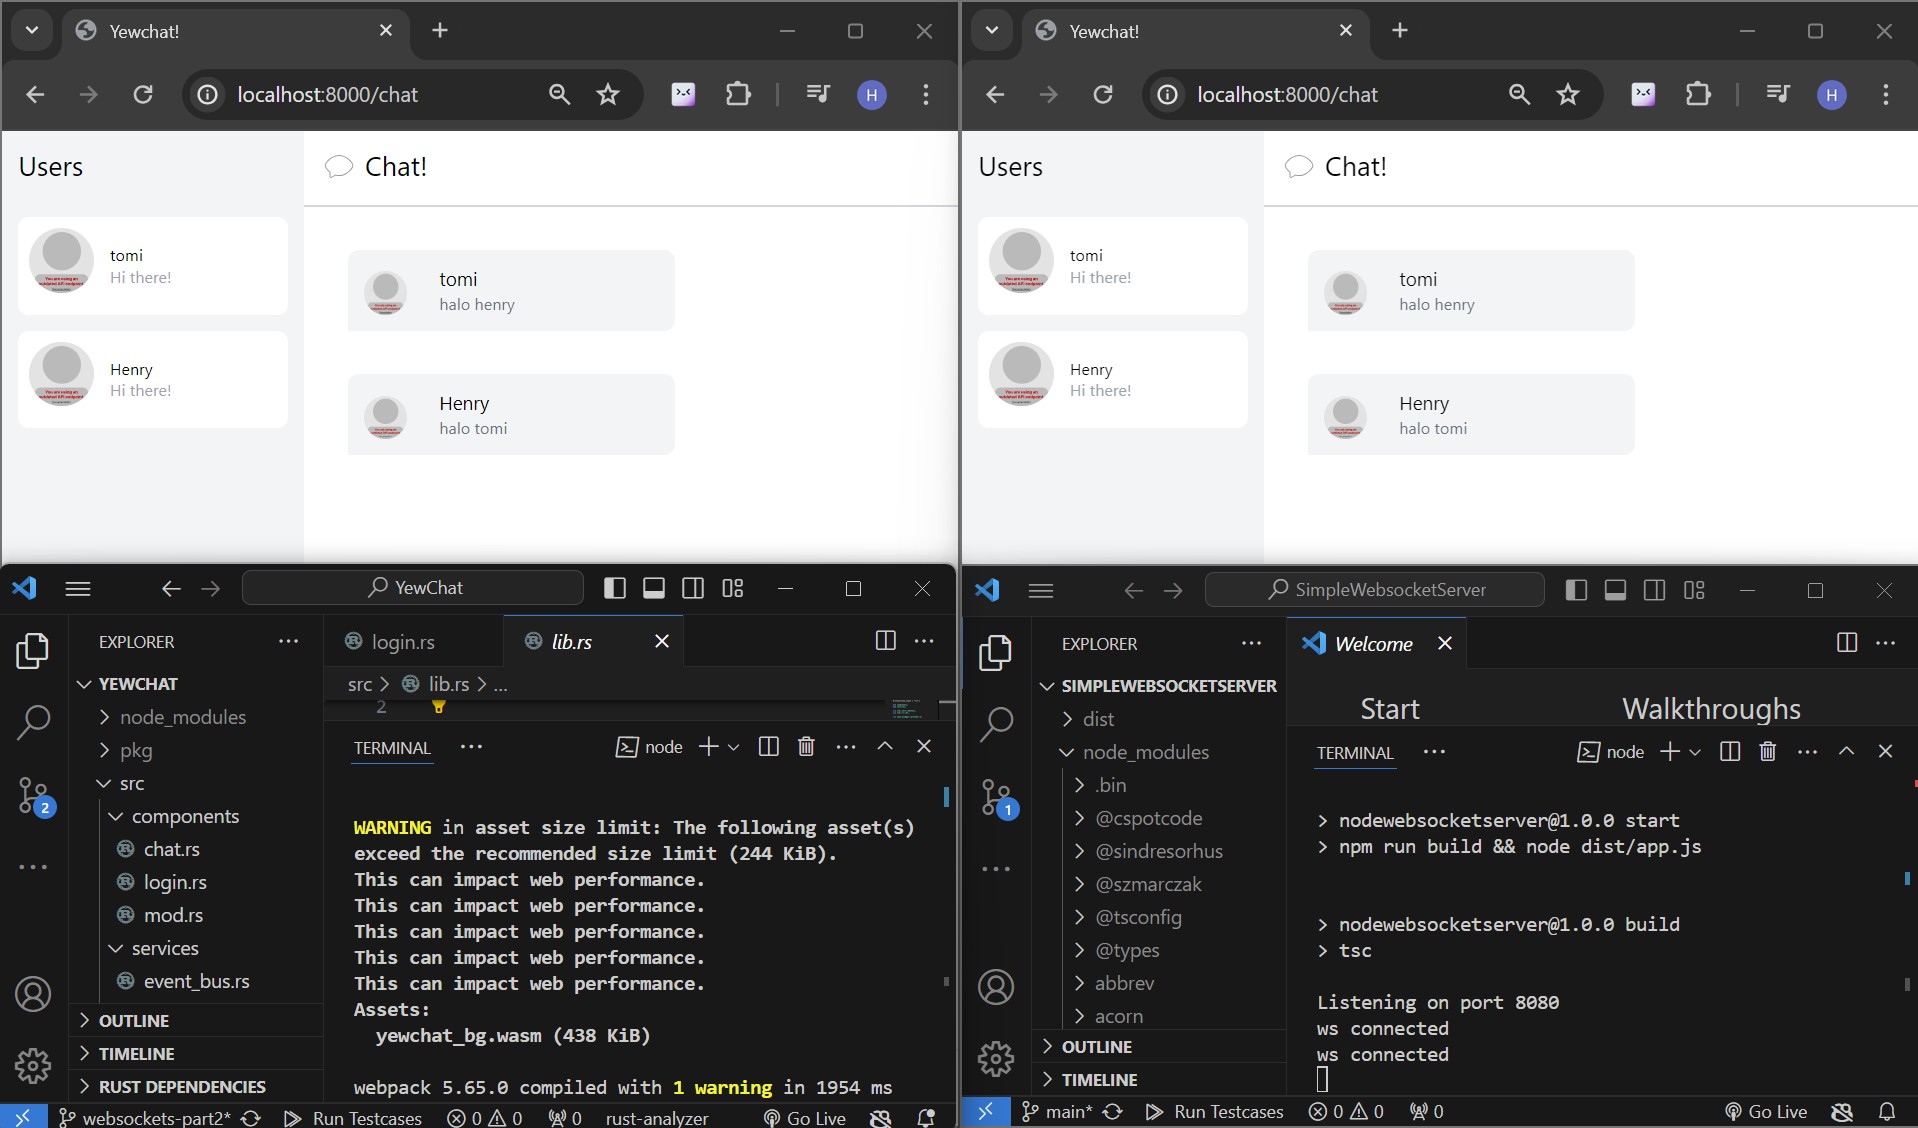 Yewchat!
localhost:8000/chat
H
Users
Chat!
tomi
Hi there!
Henry
Hi there!
tomi
halo henry
Henry
halo tomi
Yewchat!
localhost:8000/chat
H
Users
Chat!
tomi
Hi there!
Henry
Hi there!
tomi
halo henry
Henry
halo tomi
YewChat
EXPLORER
YEWCHAT
node_modules
pkg
src
components
chat.rs
login.rs
mod.rs
services
event_bus.rs
OUTLINE
TIMELINE
RUST DEPENDENCIES
2
login.rs
lib.rs
src > lib.rs > ...
2
TERMINAL
node
WARNING in asset size limit: The following asset(s)
exceed the recommended size limit (244 KiB).
This can impact web performance.
This can impact web performance.
This can impact web performance.
This can impact web performance.
This can impact web performance.
Assets:
yewchat_bg.wasm (438 KiB)
webpack 5.65.0 compiled with 1 warning in 1954 ms
websockets-part2* Run Testcases 0 0 0 rust-analyzer Go Live
SimpleWebsocketServer
EXPLORER
SIMPLEWEBSOCKETSERVER
dist
node_modules
.bin
@cspotcode
@sindresorhus
@szmarczak
@tsconfig
@types
abbrev
acorn
OUTLINE
TIMELINE
1
Welcome
Start
Walkthroughs
TERMINAL
node
> nodewebsocketserver@1.0.0 start
> npm run build && node dist/app.js
> nodewebsocketserver@1.0.0 build
> tsc
Listening on port 8080
ws connected
ws connected
main* Run Testcases 0 0 0 Go Live